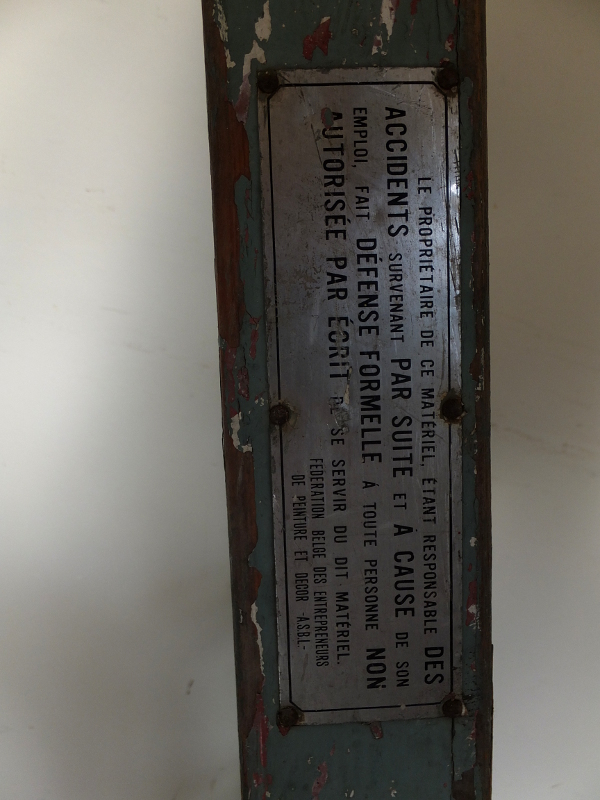 LE PROPRIÉTAIRE DE CE MATÉRIEL, ÉTANT RESPONSABLE DES
ACCIDENTS SURVENANT PAR SUITE ET À CAUSE DE SON
EMPLOI, FAIT DÉFENSE FORMELLE À TOUTE PERSONNE NON
AUTORISÉE PAR ÉCRIT DE SE SERVIR DU DIT MATÉRIEL.
FEDERATION BELGE DES ENTREPRENEURS
DE PEINTURE ET DECOR -A.S.B.L-